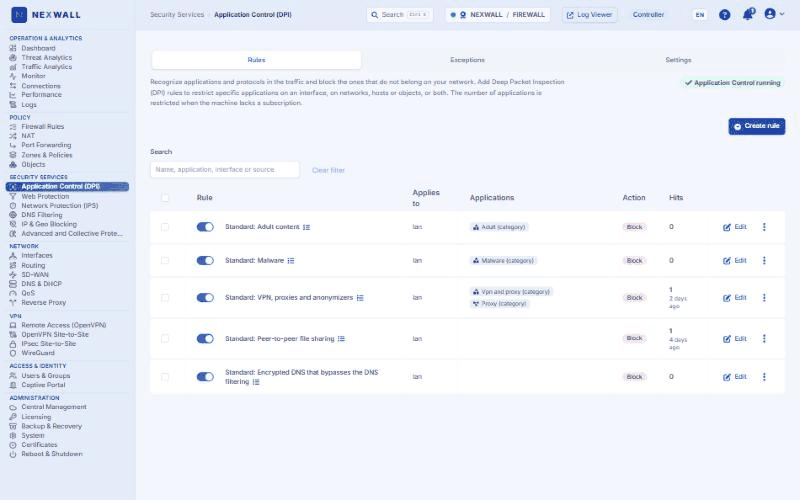 NEXWALL
Security Services
Application Control (DPI)
Search
Ctrl K
NEXWALL / FIREWALL
Log Viewer
Controller
EN
OPERATION & ANALYTICS
Dashboard
Threat Analytics
Traffic Analytics
Monitor
Connections
Performance
Logs
POLICY
Firewall Rules
NAT
Port Forwarding
Zones & Policies
Objects
SECURITY SERVICES
Application Control (DPI)
Web Protection
Network Protection (IPS)
DNS Filtering
IP & Geo Blocking
Advanced and Collective Prote...
NETWORK
Interfaces
Routing
SD-WAN
DNS & DHCP
QoS
Reverse Proxy
VPN
Remote Access (OpenVPN)
OpenVPN Site-to-Site
IPsec Site-to-Site
WireGuard
ACCESS & IDENTITY
Users & Groups
Captive Portal
ADMINISTRATION
Central Management
Licensing
Backup & Recovery
System
Certificates
Reboot & Shutdown
Rules
Exceptions
Settings
Recognize applications and protocols in the traffic and block the ones that do not belong on your network. Add Deep Packet Inspection
(DPI) rules to restrict specific applications on an interface, on networks, hosts or objects, or both. The number of applications is
restricted when the machine lacks a subscription.
Application Control running
Create rule
Search
Name, application, interface or source
Clear filter
Rule
Applies
to
Applications
Action
Hits
Standard: Adult content
lan
Adult (category)
Block
0
Edit
Standard: Malware
lan
Malware (category)
Block
0
Edit
Standard: VPN, proxies and anonymizers
lan
Vpn and proxy (category)
Proxy (category)
Block
1
2 days
ago
Edit
Standard: Peer-to-peer file sharing
lan
Block
1
4 days
ago
Edit
Standard: Encrypted DNS that bypasses the DNS
filtering
lan
Block
0
Edit